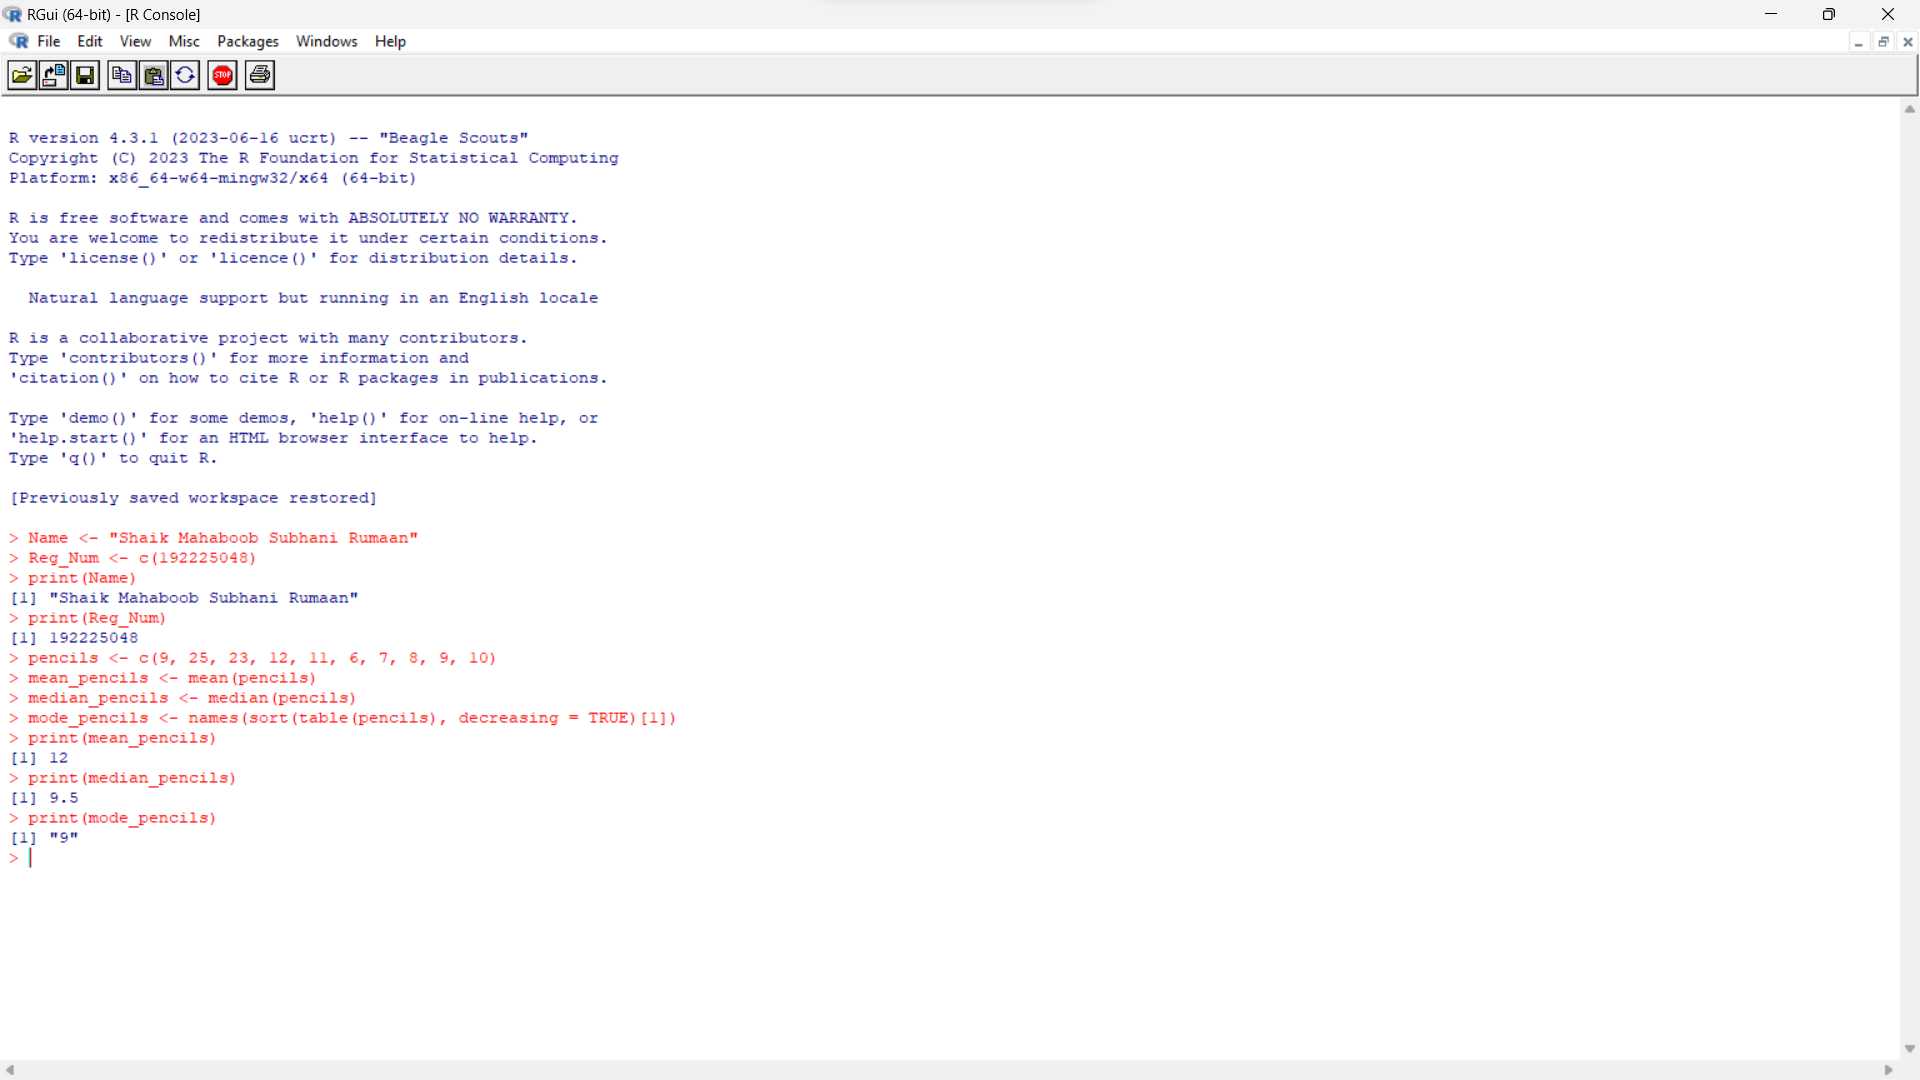 RGui (64-bit) - [R Console]
File Edit View Misc Packages Windows Help
STOP
R version 4.3.1 (2023-06-16 ucrt) -- "Beagle Scouts"
Copyright (C) 2023 The R Foundation for Statistical Computing
Platform: x86_64-w64-mingw32/x64 (64-bit)
R is free software and comes with ABSOLUTELY NO WARRANTY.
You are welcome to redistribute it under certain conditions.
Type 'license()' or 'licence()' for distribution details.
Natural language support but running in an English locale
R is a collaborative project with many contributors.
Type 'contributors()' for more information and
'citation()' on how to cite R or R packages in publications.
Type 'demo()' for some demos, 'help()' for on-line help, or
'help.start()' for an HTML browser interface to help.
Type 'q()' to quit R.
[Previously saved workspace restored]
> Name <- "Shaik Mahaboob Subhani Rumaan"
> Reg_Num <- c(192225048)
> print(Name)
[1] "Shaik Mahaboob Subhani Rumaan"
> print(Reg_Num)
[1] 192225048
> pencils <- c(9, 25, 23, 12, 11, 6, 7, 8, 9, 10)
> mean_pencils <- mean(pencils)
> median_pencils <- median(pencils)
> mode_pencils <- names(sort(table(pencils), decreasing = TRUE)[1])
> print(mean_pencils)
[1] 12
> print(median_pencils)
[1] 9.5
> print(mode_pencils)
[1] "9"
>